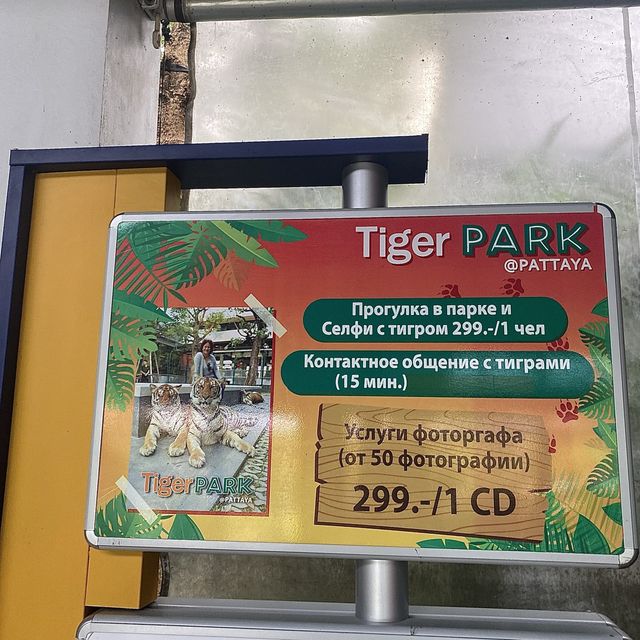 Tiger PARK
@PATTAYA
Прогулка в парке и
Селфи с тигром 299.-/1 чел
Контактное общение с тиграми
(15 мин.)
Услуги фоторгафа
(от 50 фотографии)
299.-/1 CD
Tiger PARK
@PATTAYA